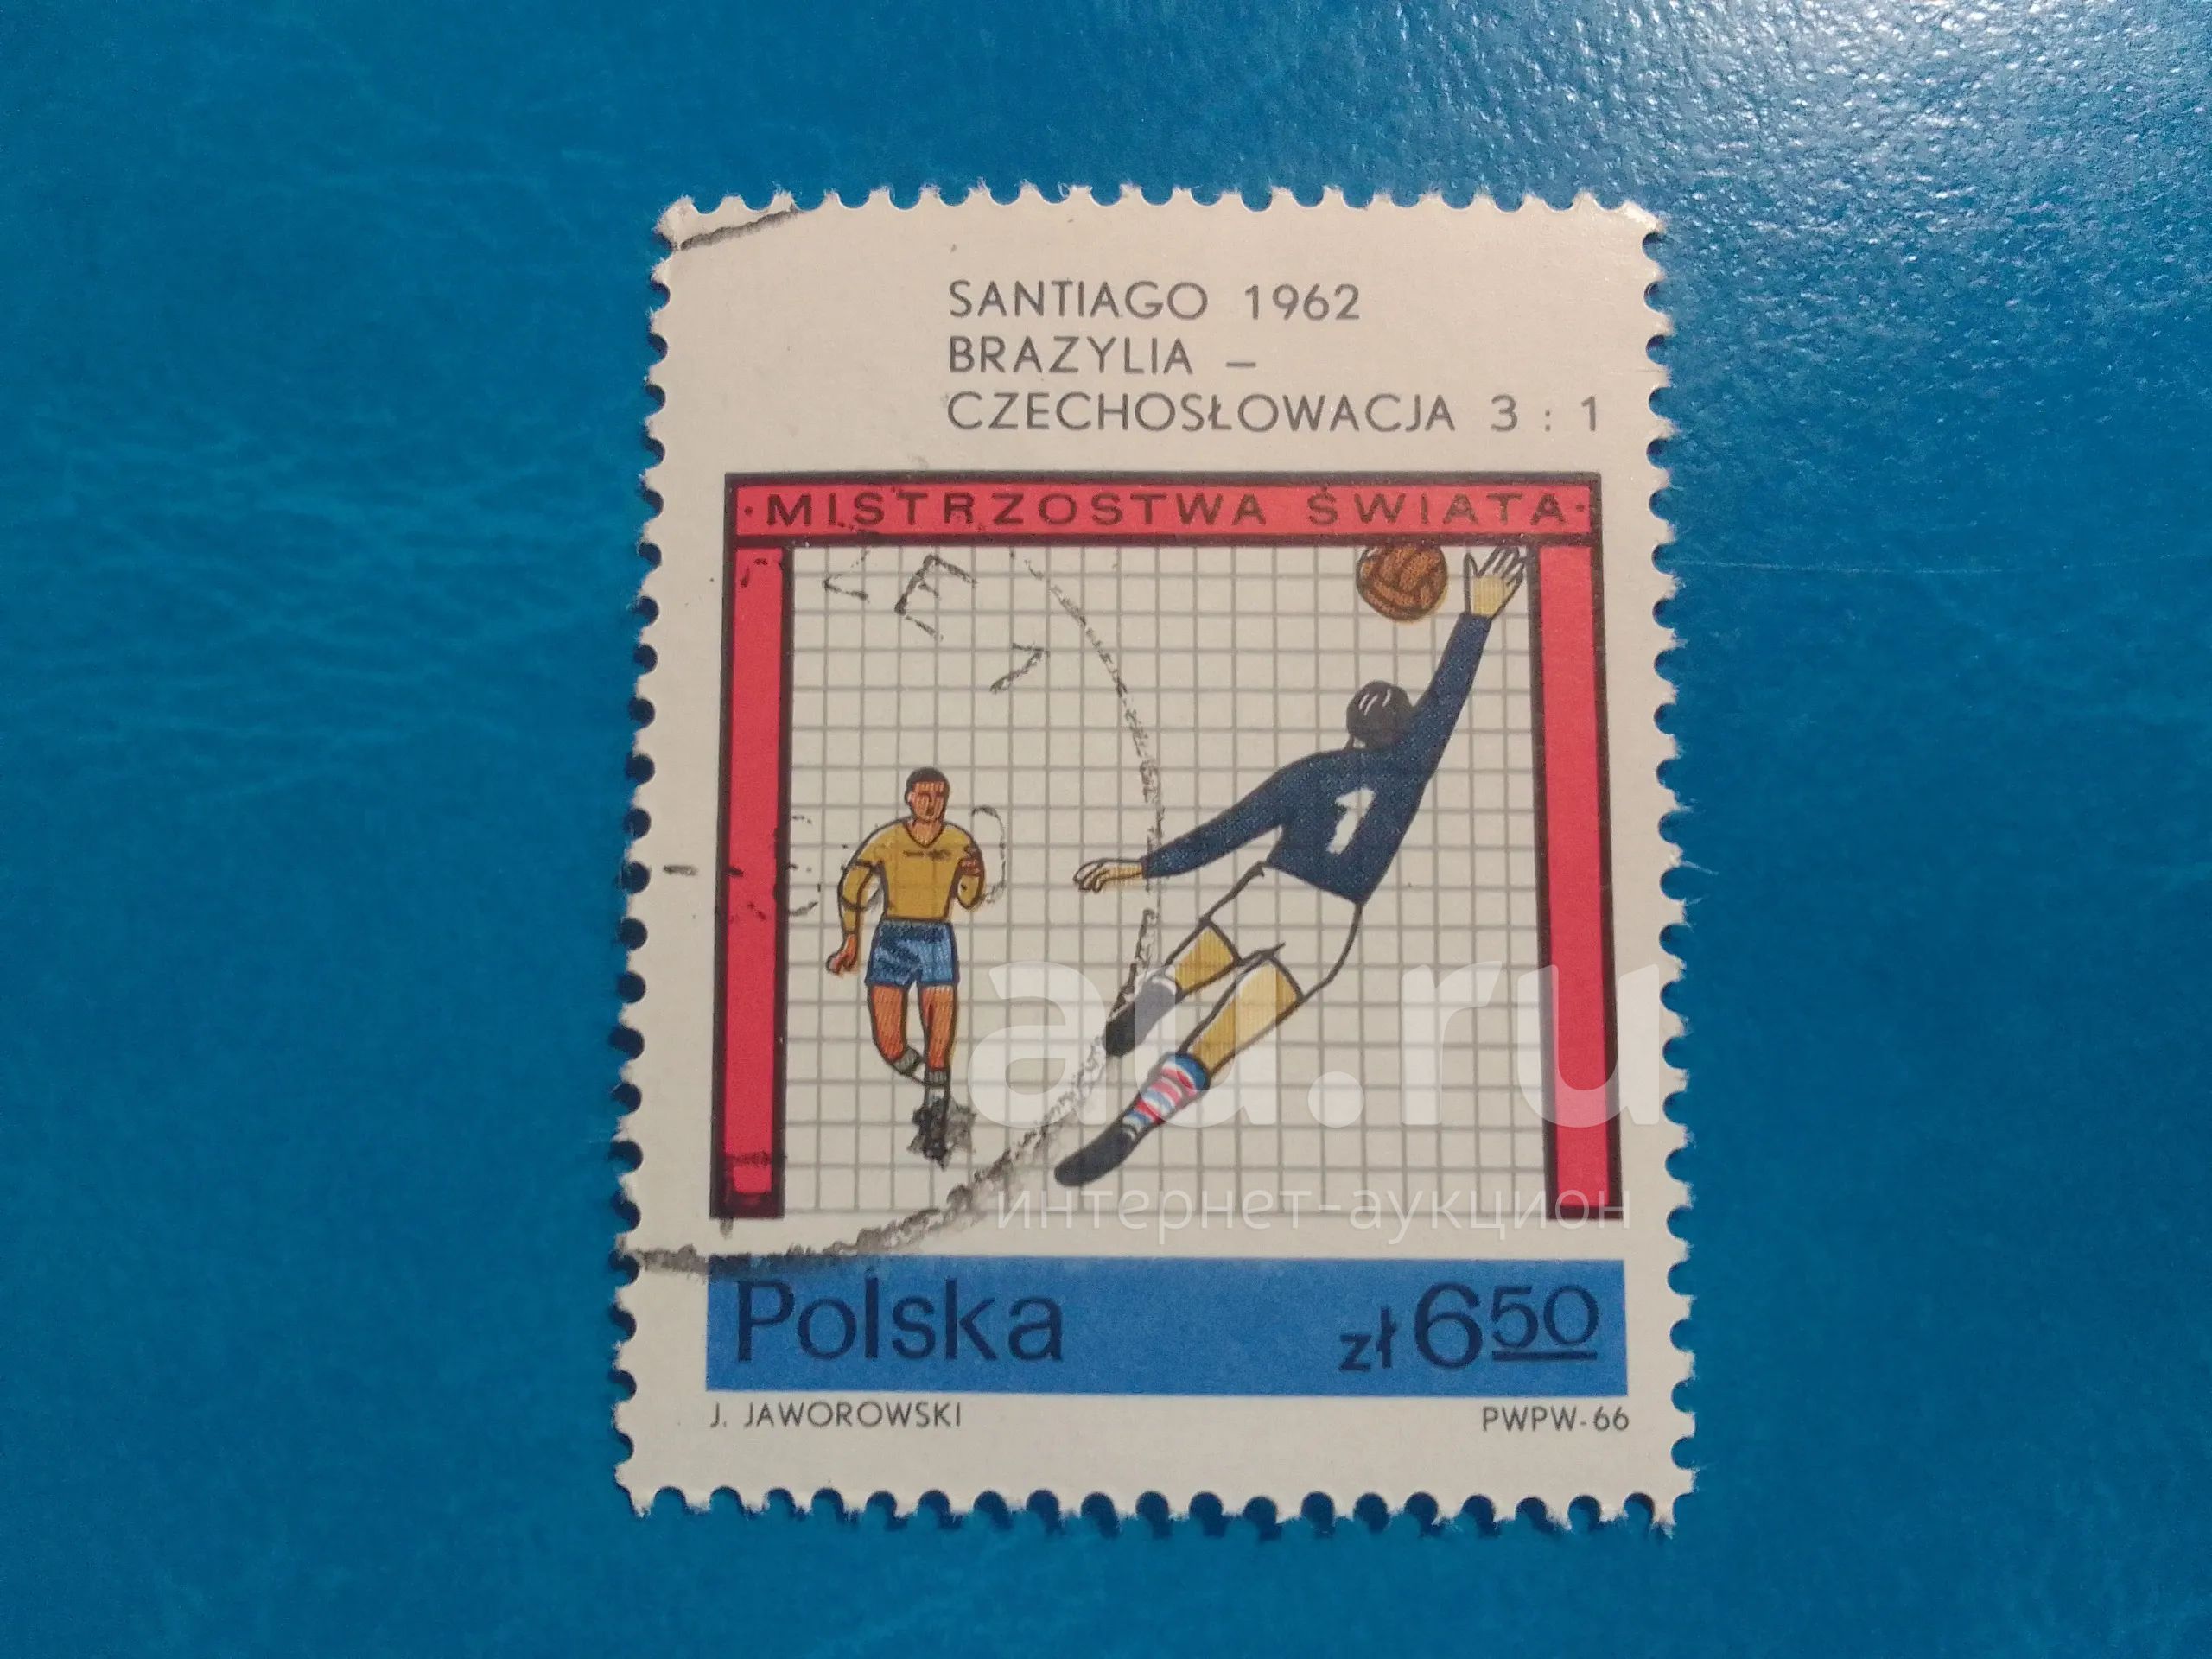 SANTIAGO 1962
BRAZYLIA –
CZECHOSŁOWACJA 3 : 1
· MISTRZOSTWA ŚWIATA ·
1
au.ru
интернет-аукцион
Polska zł 6 50
J. JAWOROWSKI PWPW-66